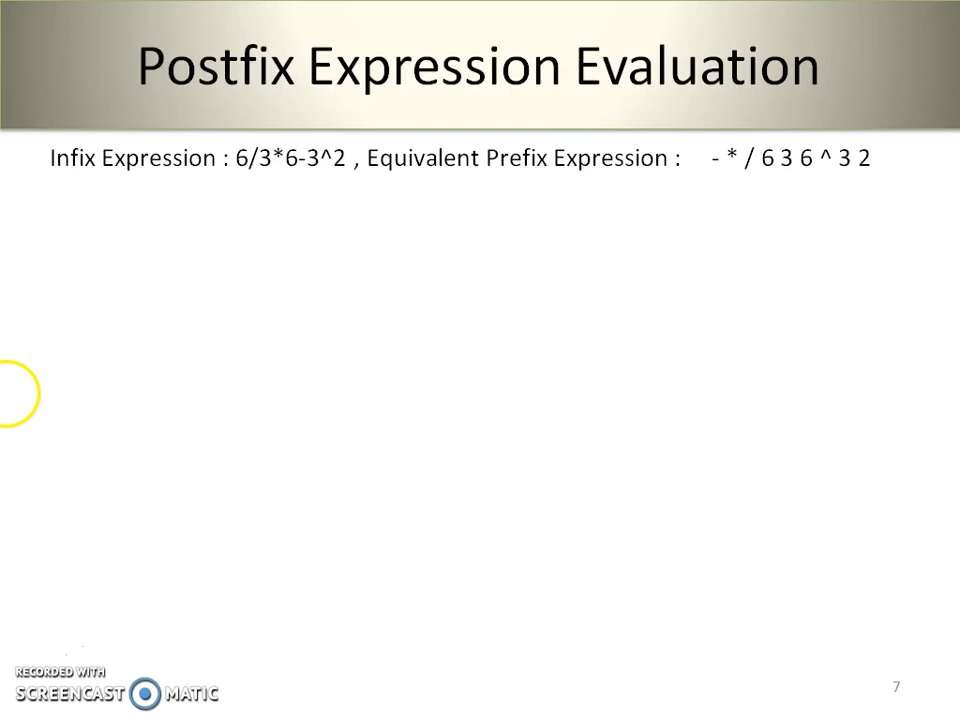 Postfix Expression Evaluation
Infix Expression : 6/3*6-3^2 , Equivalent Prefix Expression : - * / 6 3 6 ^ 3 2
RECORDED WITH
SCREENCAST MATIC
7